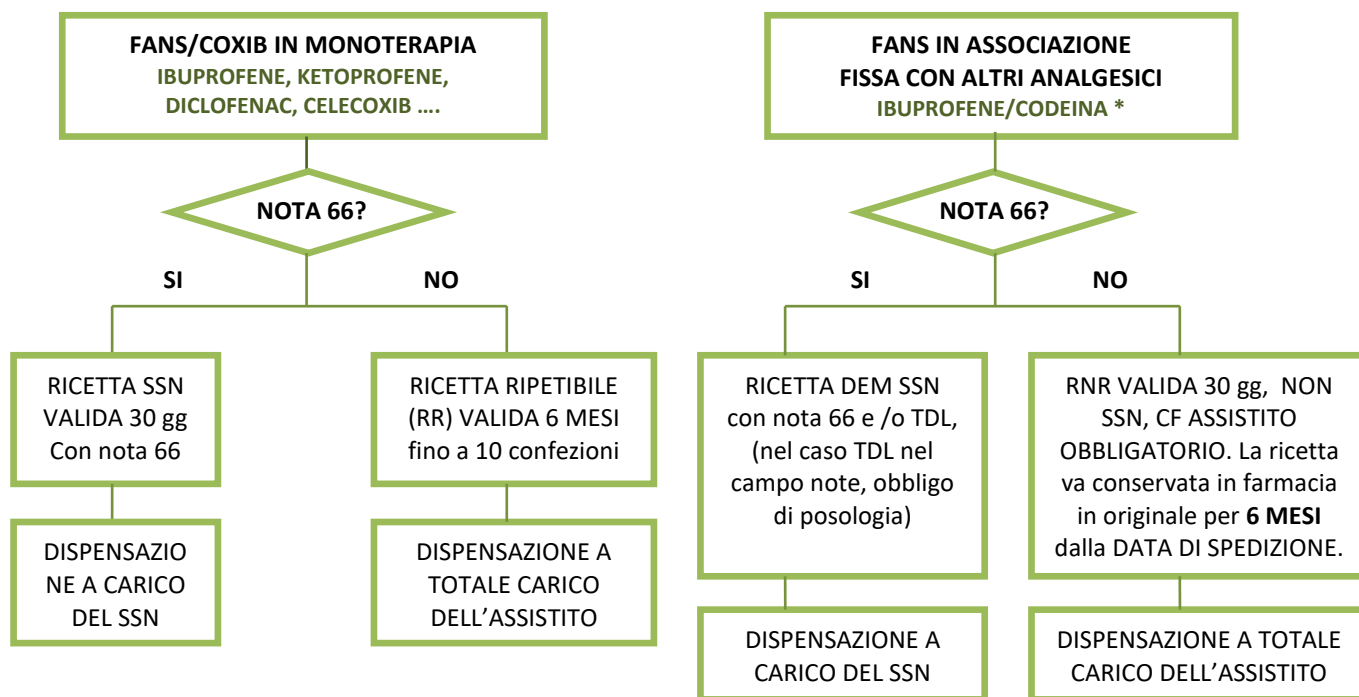 FANS/COXIB IN MONOTERAPIA
IBUPROFENE, KETOPROFENE,
DICLOFENAC, CELECOXIB ....
NOTA 66?
SI
NO
RICETTA SSN
VALIDA 30 gg
Con nota 66
RICETTA RIPETIBILE
(RR) VALIDA 6 MESI
fino a 10 confezioni
DISPENSAZIO
NE A CARICO
DEL SSN
DISPENSAZIONE A
TOTALE CARICO
DELL’ASSISTITO
FANS IN ASSOCIAZIONE
FISSA CON ALTRI ANALGESICI
IBUPROFENE/CODEINA *
NOTA 66?
SI
NO
RICETTA DEM SSN
con nota 66 e /o TDL,
(nel caso TDL nel
campo note, obbligo
di posologia)
RNR VALIDA 30 gg, NON
SSN, CF ASSISTITO
OBBLIGATORIO. La ricetta
va conservata in farmacia
in originale per 6 MESI
dalla DATA DI SPEDIZIONE.
DISPENSAZIONE A
CARICO DEL SSN
DISPENSAZIONE A TOTALE
CARICO DELL’ASSISTITO